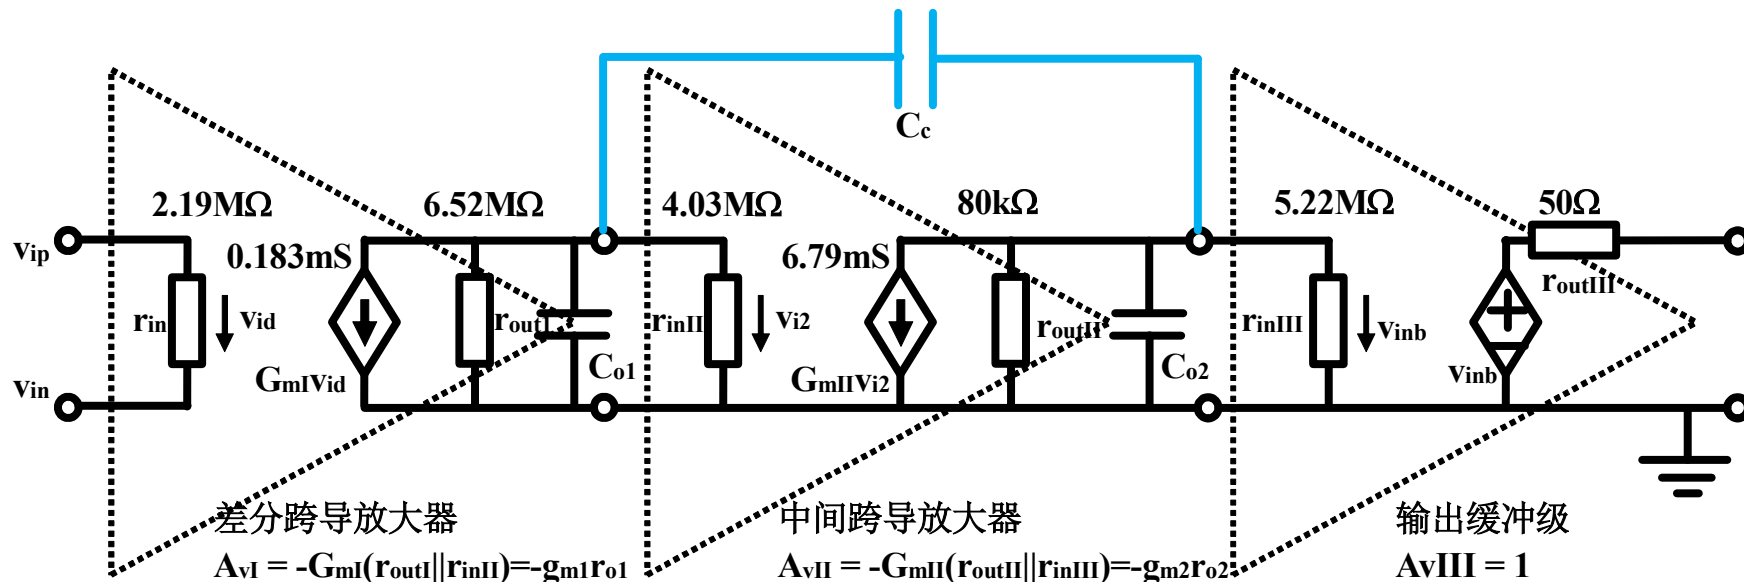 Cc
2.19MΩ
6.52MΩ
4.03MΩ
80kΩ
5.22MΩ
50Ω
vip
0.183mS
6.79mS
rin
vid
routI
rinII
vi2
routII
rinIII
vinb
routIII
vin
GmIvid
Co1
GmIIvi2
Co2
vinb
差分跨导放大器
中间跨导放大器
输出缓冲级
AvI = -GmI(routI||rinII)=-gm1ro1
AvII = -GmII(routII||rinIII)=-gm2ro2
AvIII = 1